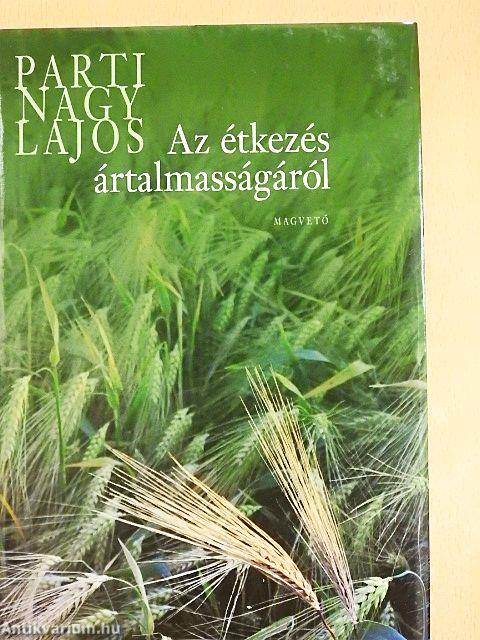 PARTI
NAGY
LAJOS
Az étkezés
ártalmasságáról
MAGVETŐ
Antikvarium.hu